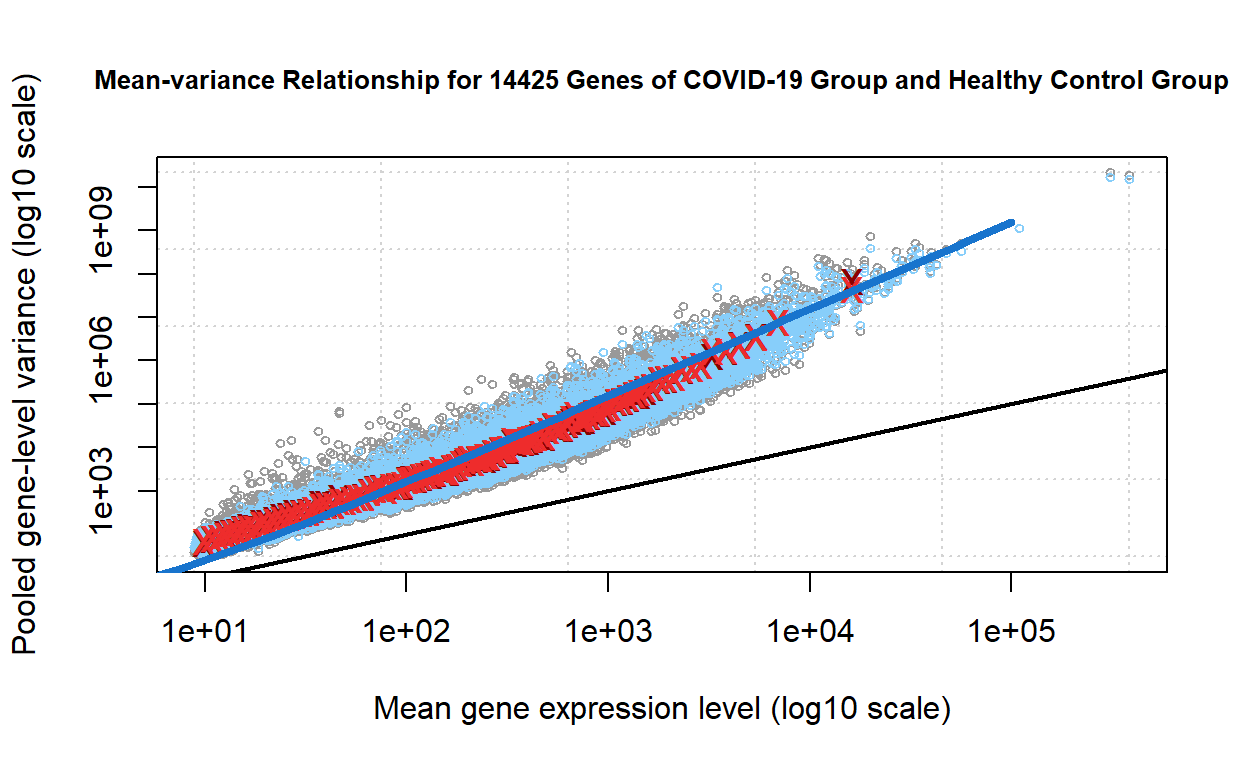 Mean-variance Relationship for 14425 Genes of COVID-19 Group and Healthy Control Group
Pooled gene-level variance (log10 scale)
1e+09
1e+06
1e+03
1e+01 1e+02 1e+03 1e+04 1e+05
Mean gene expression level (log10 scale)